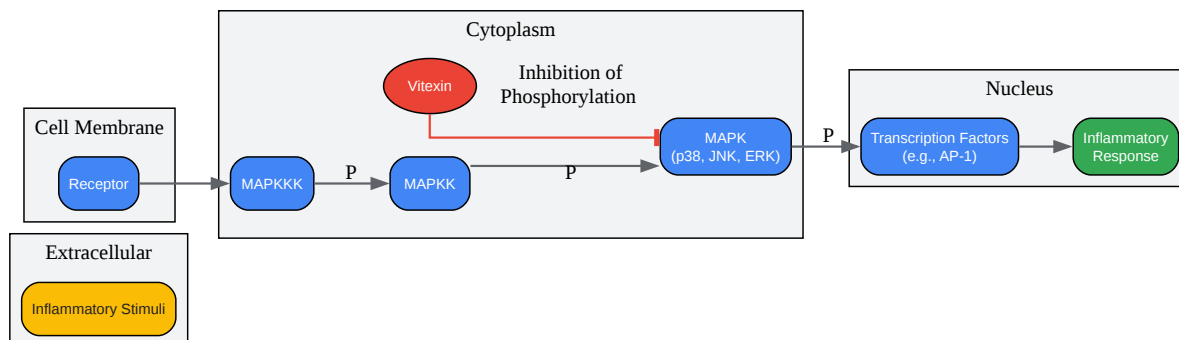 Cytoplasm
Vitexin
Inhibition of
Phosphorylation
Nucleus
Cell Membrane
MAPK
(p38, JNK, ERK)
P
Transcription Factors
(e.g., AP-1)
Inflammatory
Response
Receptor
MAPKKK
P
MAPKK
P
Extracellular
Inflammatory Stimuli